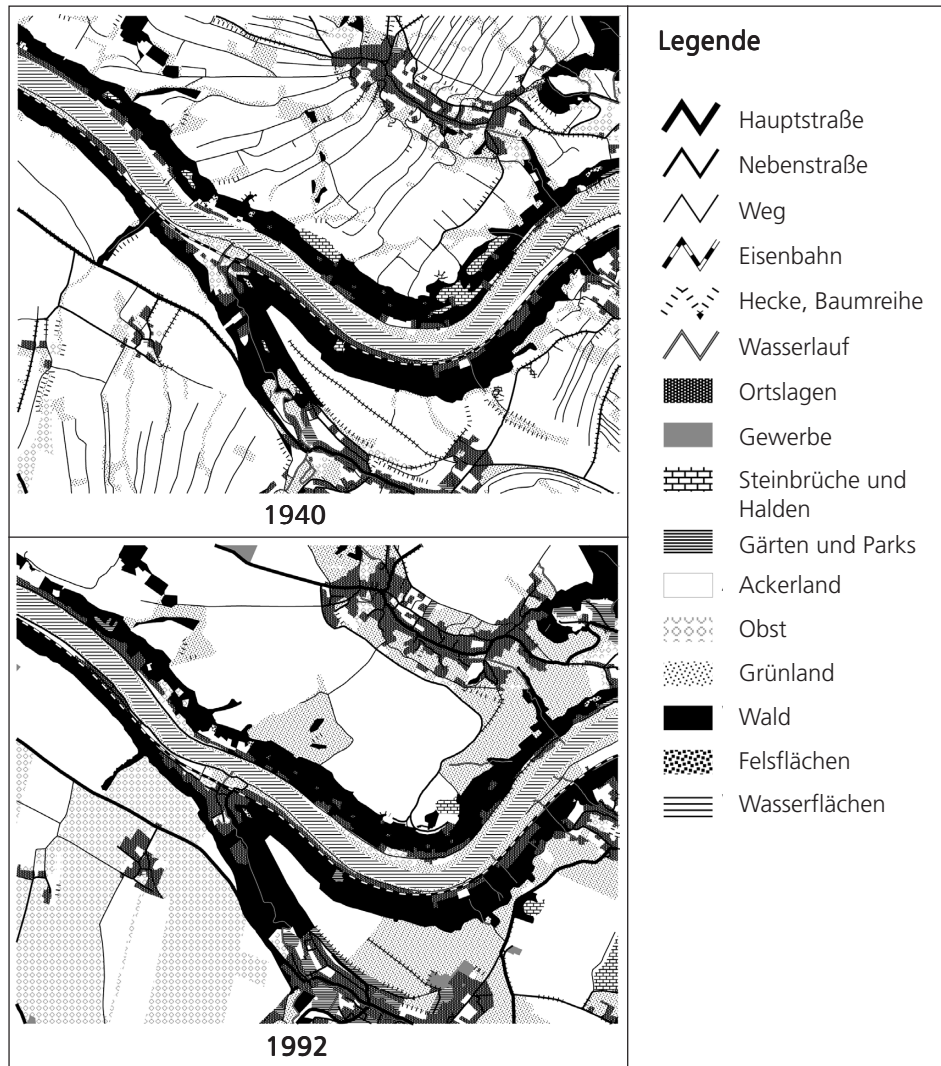 1940
1992
Legende
Hauptstraße
Nebenstraße
Weg
Eisenbahn
Hecke, Baumreihe
Wasserlauf
Ortslagen
Gewerbe
Steinbrüche und
Halden
Gärten und Parks
Ackerland
Obst
Grünland
Wald
Felsflächen
Wasserflächen